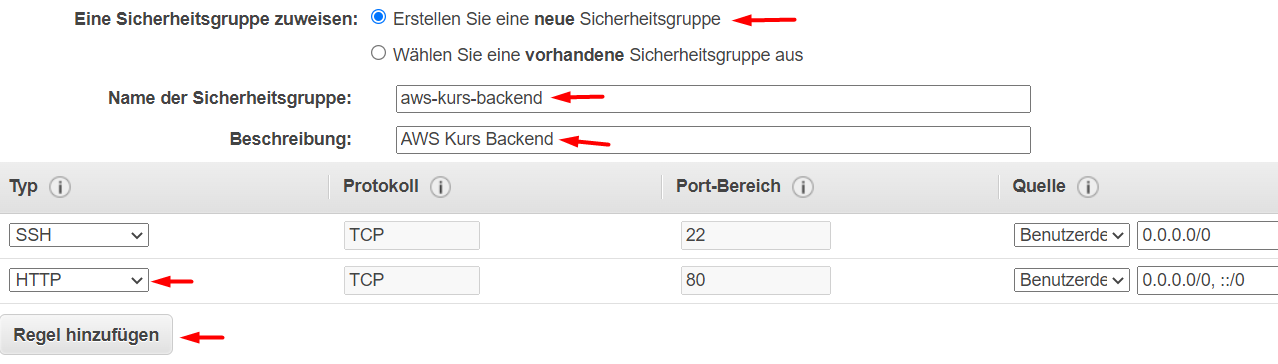 Eine Sicherheitsgruppe zuweisen: Erstellen Sie eine neue Sicherheitsgruppe
Wählen Sie eine vorhandene Sicherheitsgruppe aus
Name der Sicherheitsgruppe: aws-kurs-backend
Beschreibung: AWS Kurs Backend
Typ i Protokoll i Port-Bereich i Quelle i
SSH TCP 22 Benutzerde 0.0.0.0/0
HTTP TCP 80 Benutzerde 0.0.0.0/0, ::/0
Regel hinzufügen